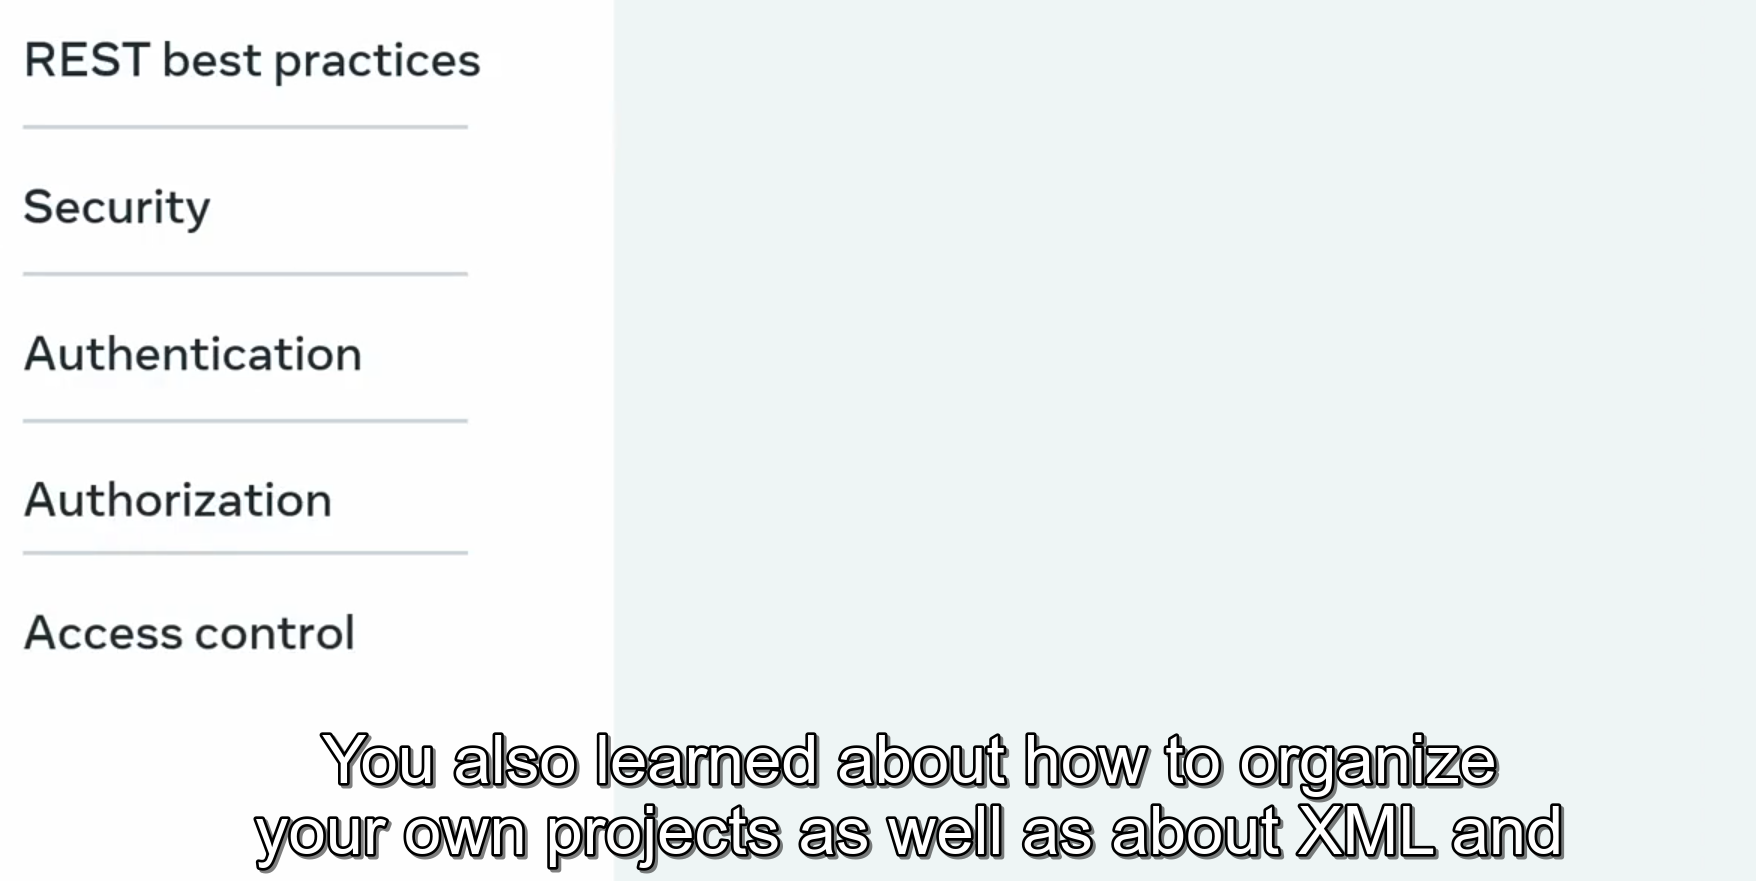 REST best practices
Security
Authentication
Authorization
Access control
You also learned about how to organize
your own projects as well as about XML and